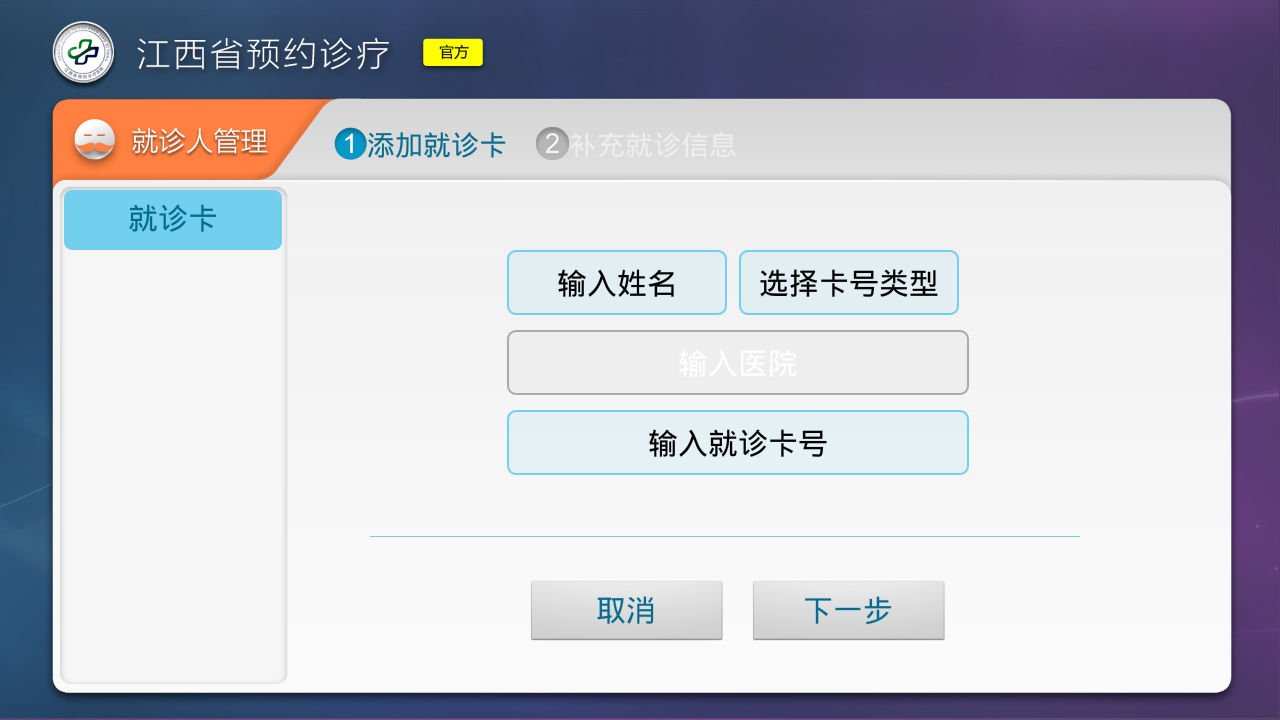 江西省预约诊疗 官方
就诊人管理 1添加就诊卡 2补充就诊信息
就诊卡
输入姓名 选择卡号类型
输入医院
输入就诊卡号
取消 下一步